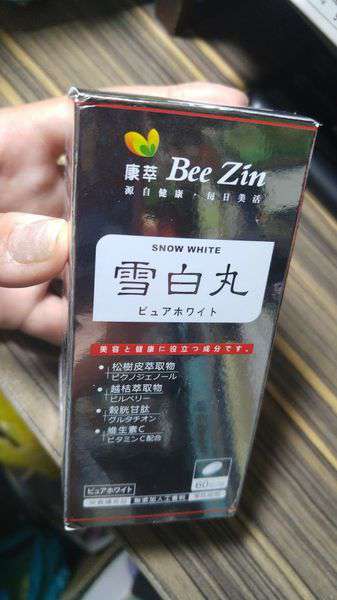 康萃 Bee Zin
源自健康・每日美活
SNOW WHITE
雪白丸
ピュアホワイト
美容と健康に役立つ成分です。
松樹皮萃取物
ピクノジェノール
越桔萃取物
ビルベリー
穀胱甘肽
グルタチオン
維生素C
ビタミンC配合
ピュアホワイト
60